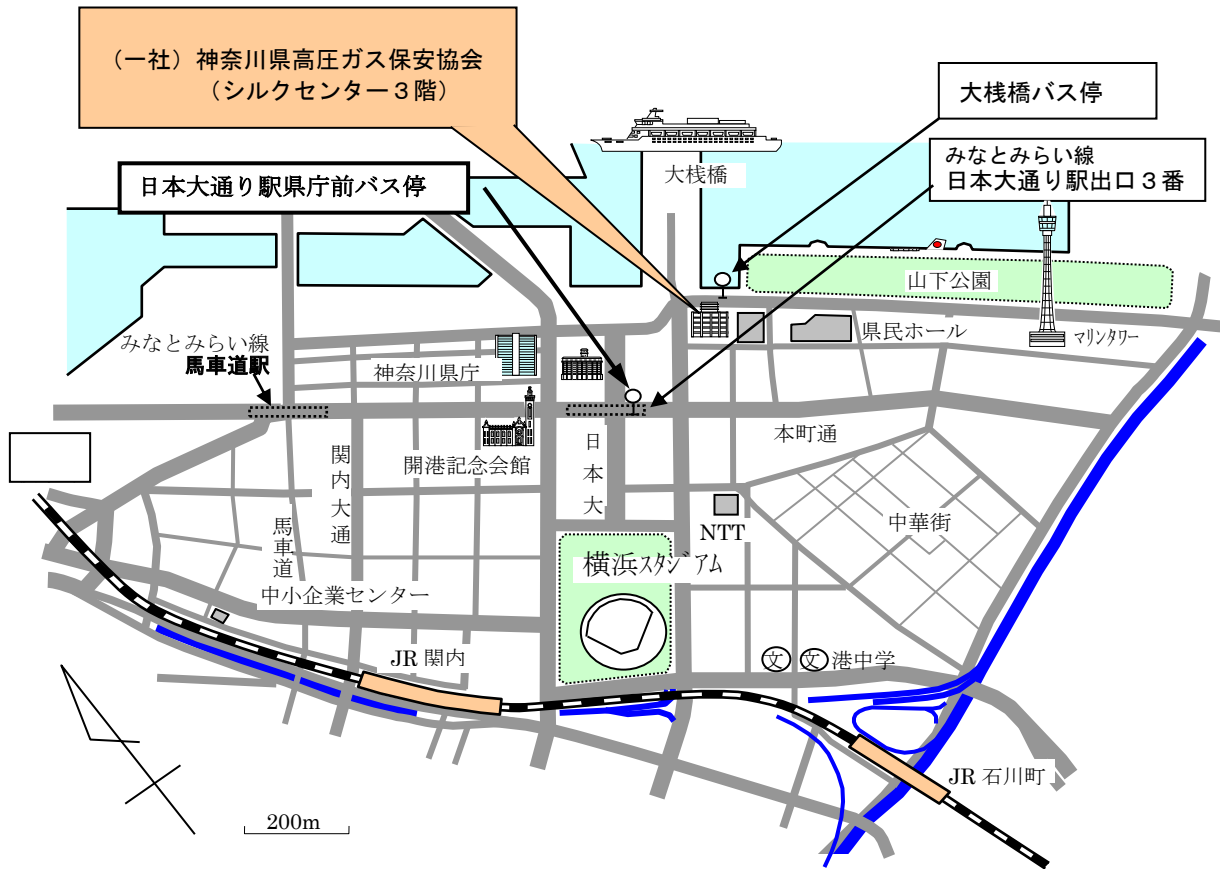 （一社）神奈川県高圧ガス保安協会
（シルクセンター３階）
大桟橋バス停
みなとみらい線
日本大通り駅出口３番
大桟橋
日本大通り駅県庁前バス停
山下公園
県民ホール
マリンタワー
みなとみらい線
馬車道駅
神奈川県庁
本町通
開港記念会館
日本大
関内大通
馬車道
中華街
NTT
横浜スタジアム
中小企業センター
JR 関内
文
文
港中学
JR 石川町
200m